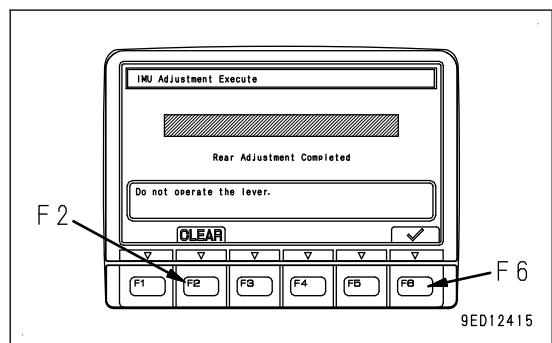 IMU Adjustment Execute
Rear Adjustment Completed
Do not operate the lever.
CLEAR
F2
F6
F1 F2 F3 F4 F5 F6
9ED12415